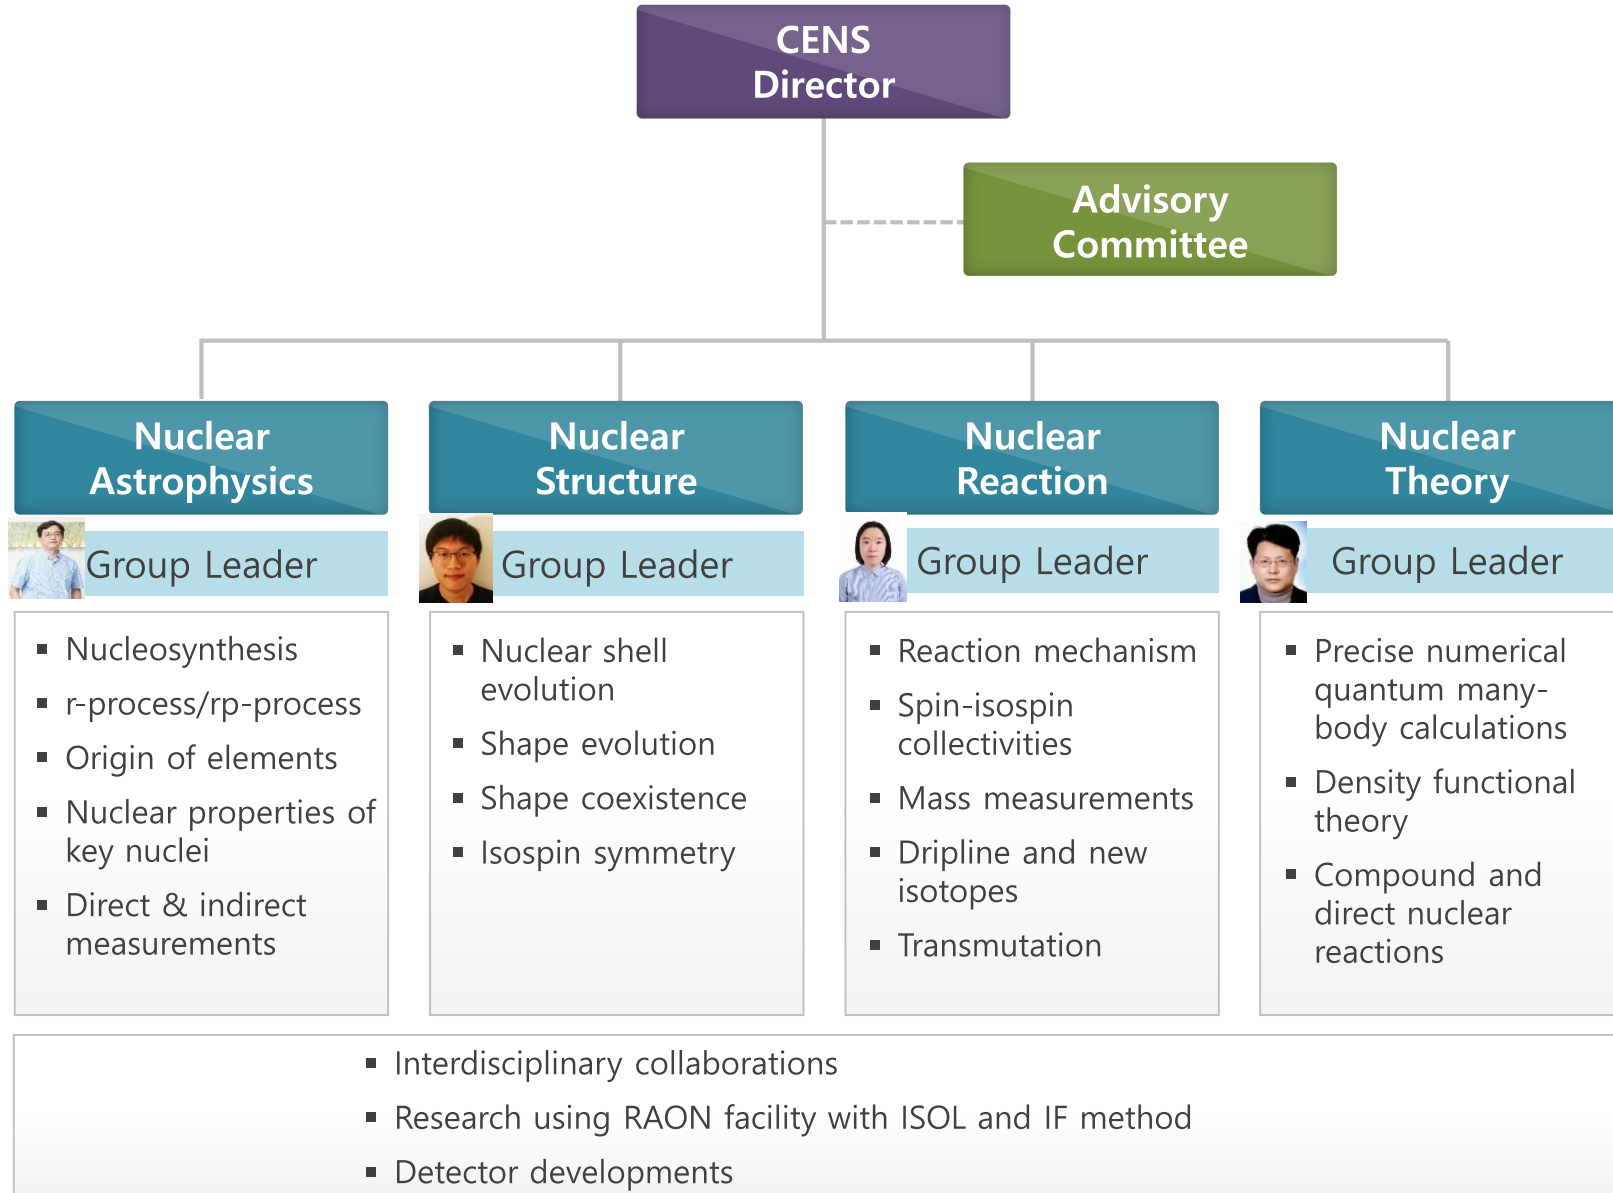 CENS
Director
Advisory
Committee
Nuclear
Astrophysics
Group Leader
▪ Nucleosynthesis
▪ r-process/rp-process
▪ Origin of elements
▪ Nuclear properties of
key nuclei
▪ Direct & indirect
measurements
Nuclear
Structure
Group Leader
▪ Nuclear shell
evolution
▪ Shape evolution
▪ Shape coexistence
▪ Isospin symmetry
Nuclear
Reaction
Group Leader
▪ Reaction mechanism
▪ Spin-isospin
collectivities
▪ Mass measurements
▪ Dripline and new
isotopes
▪ Transmutation
Nuclear
Theory
Group Leader
▪ Precise numerical
quantum many-
body calculations
▪ Density functional
theory
▪ Compound and
direct nuclear
reactions
▪ Interdisciplinary collaborations
▪ Research using RAON facility with ISOL and IF method
▪ Detector developments